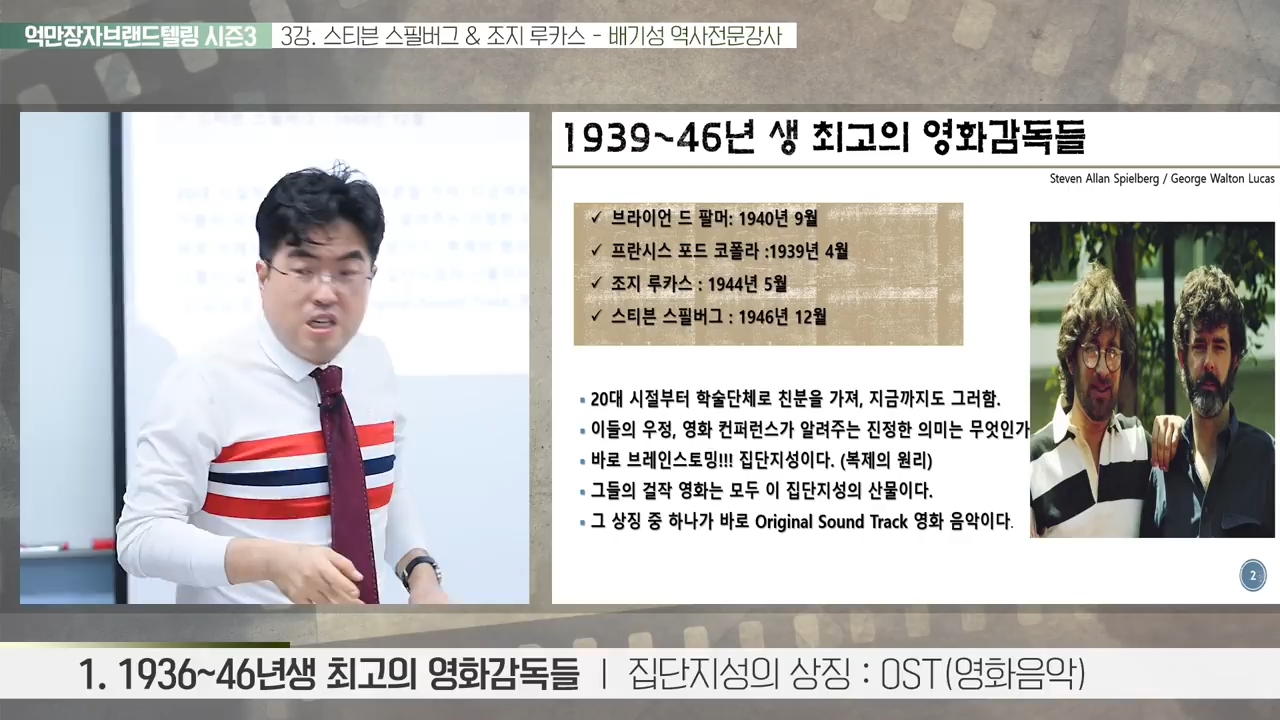 억만장자브랜드텔링 시즌3
3강. 스티븐 스필버그 & 조지 루카스 - 배기성 역사전문강사
1939~46년 생 최고의 영화감독들
Steven Allan Spielberg / George Walton Lucas
✓ 브라이언 드 팔머: 1940년 9월
✓ 프란시스 포드 코폴라 :1939년 4월
✓ 조지 루카스 : 1944년 5월
✓ 스티븐 스필버그 : 1946년 12월
▪ 20대 시절부터 학술단체로 친분을 가져, 지금까지도 그러함.
▪ 이들의 우정, 영화 컨퍼런스가 알려주는 진정한 의미는 무엇인가
▪ 바로 브레인스토밍!!! 집단지성이다. (복제의 원리)
▪ 그들의 걸작 영화는 모두 이 집단지성의 산물이다.
▪ 그 상징 중 하나가 바로 Original Sound Track 영화 음악이다.
2
1. 1936~46년생 최고의 영화감독들 | 집단지성의 상징 : OST(영화음악)